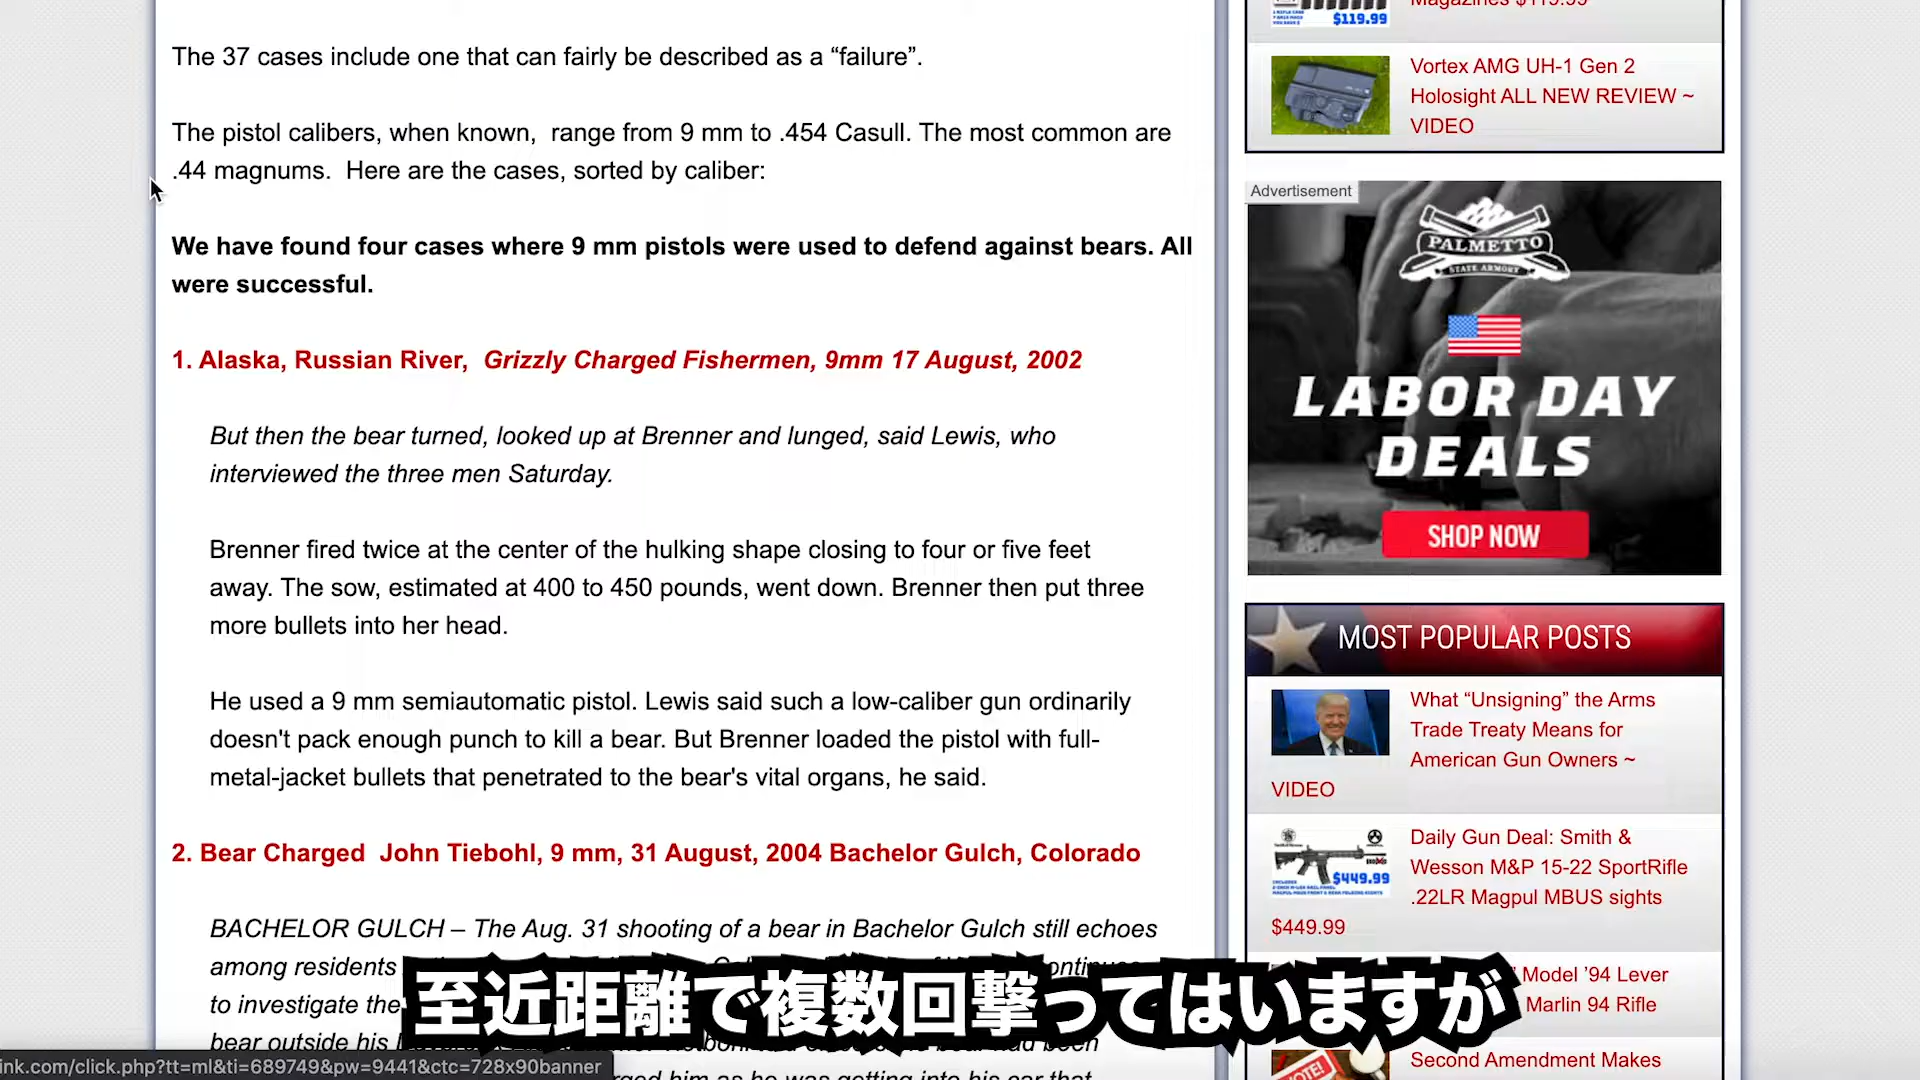 The 37 cases include one that can fairly be described as a “failure”.
The pistol calibers, when known,  range from 9 mm to .454 Casull. The most common are
.44 magnums.  Here are the cases, sorted by caliber:
We have found four cases where 9 mm pistols were used to defend against bears. All
were successful.
1. Alaska, Russian River,  Grizzly Charged Fishermen, 9mm 17 August, 2002
But then the bear turned, looked up at Brenner and lunged, said Lewis, who
interviewed the three men Saturday.
Brenner fired twice at the center of the hulking shape closing to four or five feet
away. The sow, estimated at 400 to 450 pounds, went down. Brenner then put three
more bullets into her head.
He used a 9 mm semiautomatic pistol. Lewis said such a low-caliber gun ordinarily
doesn't pack enough punch to kill a bear. But Brenner loaded the pistol with full-
metal-jacket bullets that penetrated to the bear's vital organs, he said.
2. Bear Charged  John Tiebohl, 9 mm, 31 August, 2004 Bachelor Gulch, Colorado
BACHELOR GULCH – The Aug. 31 shooting of a bear in Bachelor Gulch still echoes
among residents
to investigate the
bear outside his
him as he was getting into his car that
至近距離で複数回撃ってはいますが
ink.com/click.php?tt=ml&ti=689749&pw=9441&ctc=728x90banner
$119.99
Magazines $119.99
Vortex AMG UH-1 Gen 2
Holosight ALL NEW REVIEW ~
VIDEO
Advertisement
PALMETTO
STATE ARMORY
LABOR DAY
DEALS
SHOP NOW
MOST POPULAR POSTS
What “Unsigning” the Arms
Trade Treaty Means for
American Gun Owners ~
VIDEO
Daily Gun Deal: Smith &
Wesson M&P 15-22 SportRifle
.22LR Magpul MBUS sights
$449.99
$449.99
Model ’94 Lever
Marlin 94 Rifle
Second Amendment Makes
VOTE!